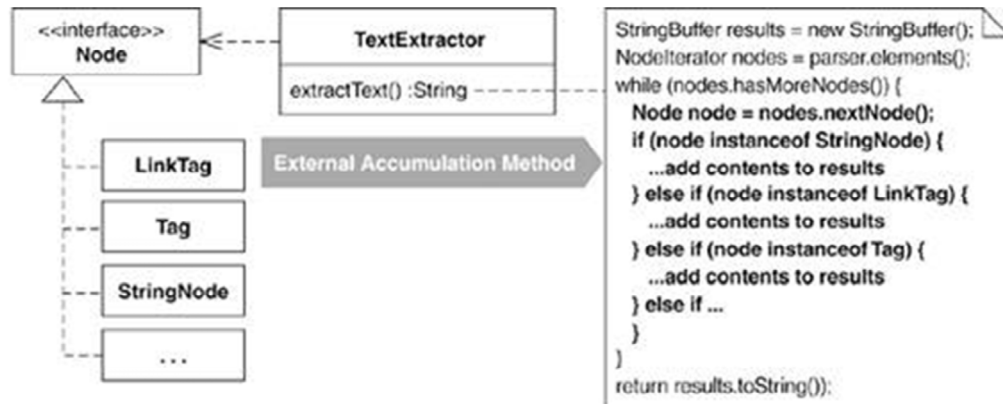 <<interface>>
Node
TextExtractor
extractText() :String
LinkTag
Tag
StringNode
...
External Accumulation Method
StringBuffer results = new StringBuffer();
NodeIterator nodes = parser.elements();
while (nodes.hasMoreNodes()) {
Node node = nodes.nextNode();
if (node instanceof StringNode) {
...add contents to results
} else if (node instanceof LinkTag) {
...add contents to results
} else if (node instanceof Tag) {
...add contents to results
} else if ...
}
}
return results.toString());